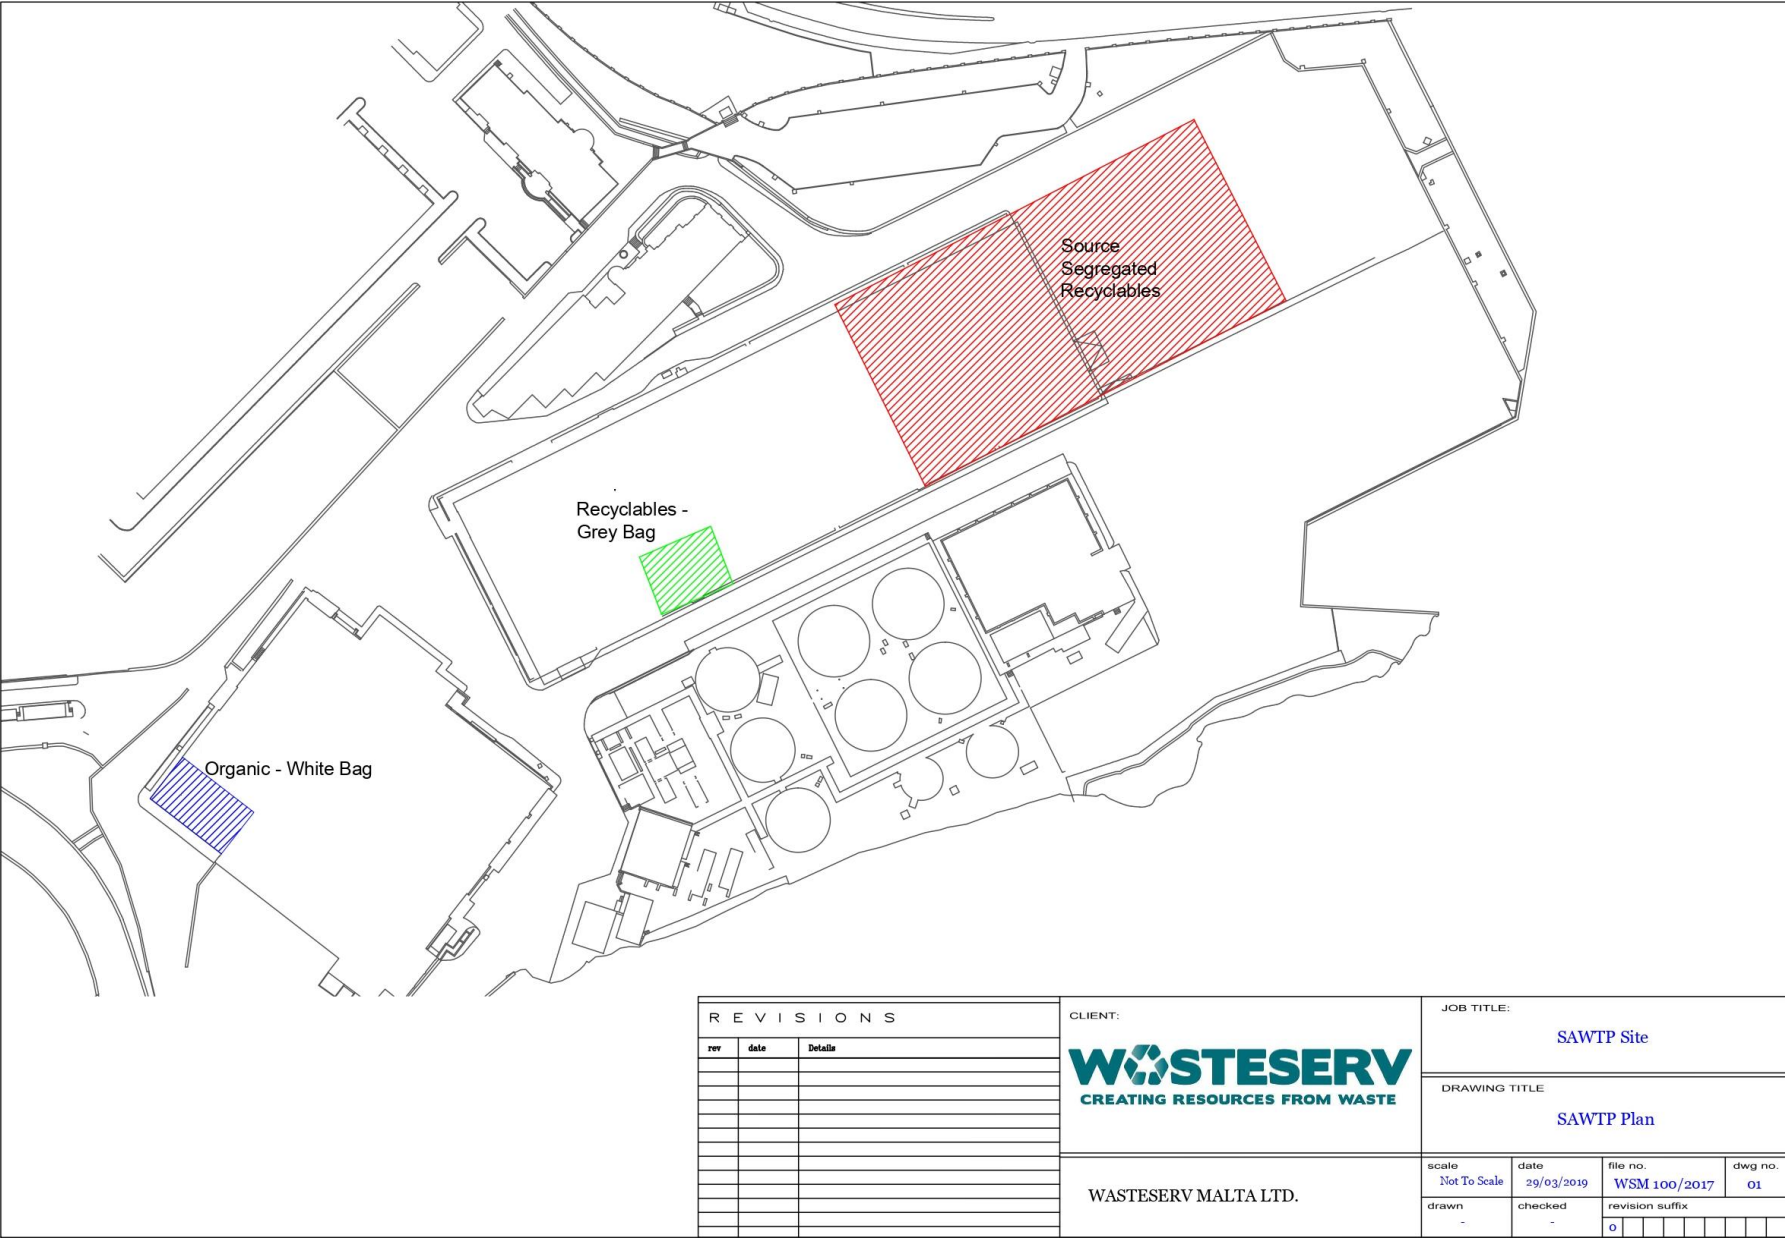 Source
Segregated
Recyclables
Recyclables -
Grey Bag
Organic - White Bag
REVISIONS
rev date Details
CLIENT:
WASTESERV
CREATING RESOURCES FROM WASTE
WASTESERV MALTA LTD.
JOB TITLE:
SAWTP Site
DRAWING TITLE
SAWTP Plan
scale date file no. dwg no.
Not To Scale 29/03/2019 WSM 100/2017 01
drawn checked revision suffix
- - 0